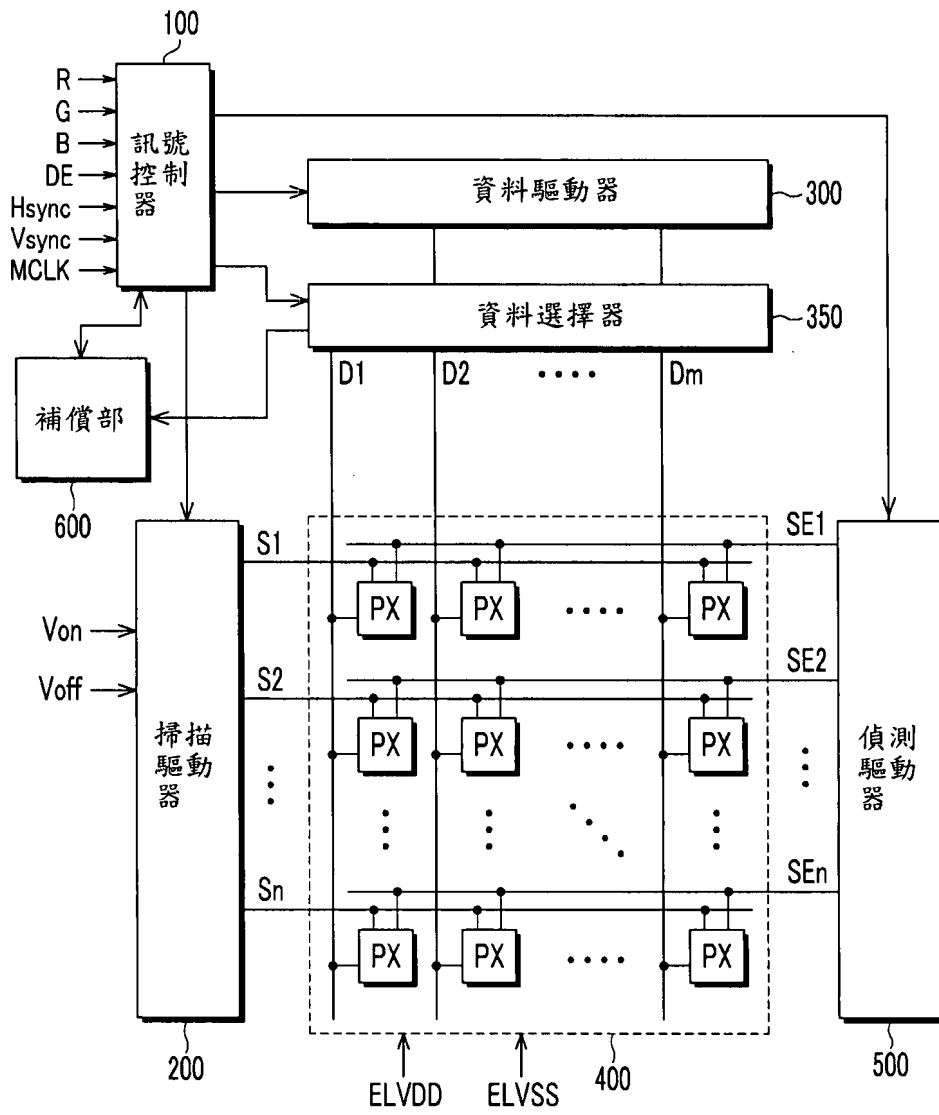 100
R
G
B
DE
Hsync
Vsync
MCLK
訊號
控制
器
資料驅動器
300
資料選擇器
350
D1
D2
Dm
補償部
600
S1
SE1
PX
PX
PX
Von
Voff
S2
SE2
PX
PX
PX
掃描
驅動
器
偵測
驅動
器
Sn
SEn
PX
PX
PX
200
ELVDD
ELVSS
400
500